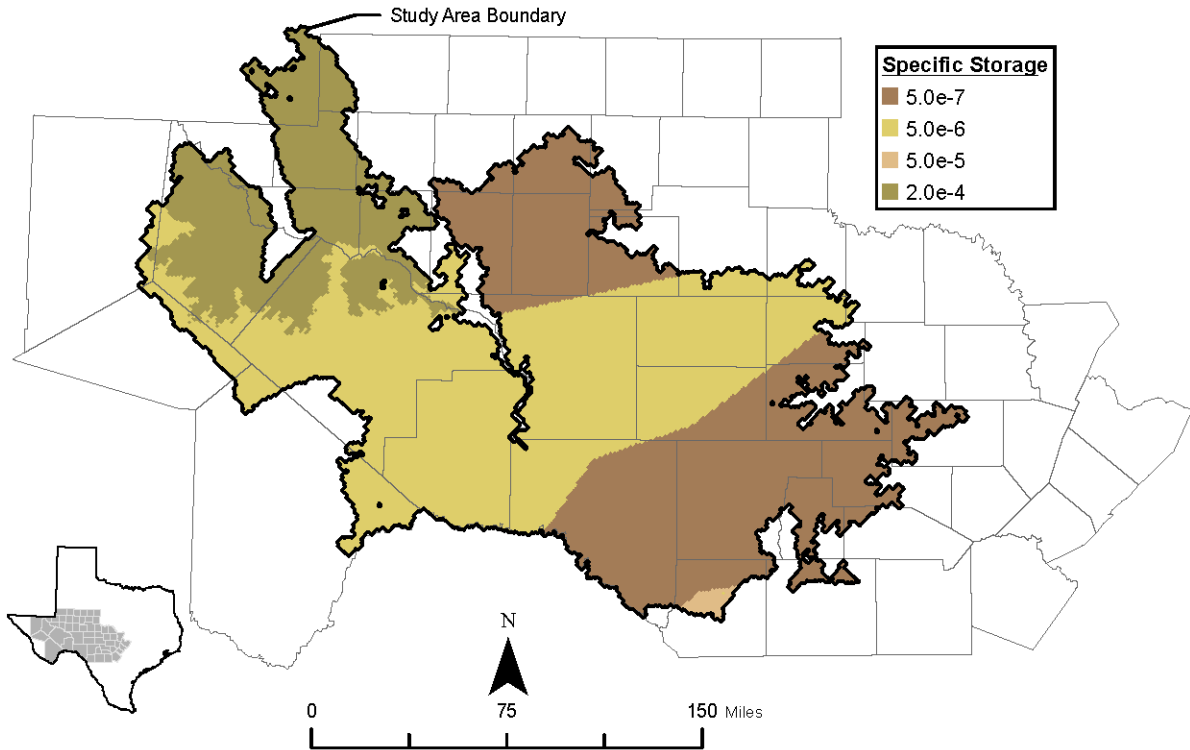 Study Area Boundary
Specific Storage
5.0e-7
5.0e-6
5.0e-5
2.0e-4
N
0 75 150 Miles